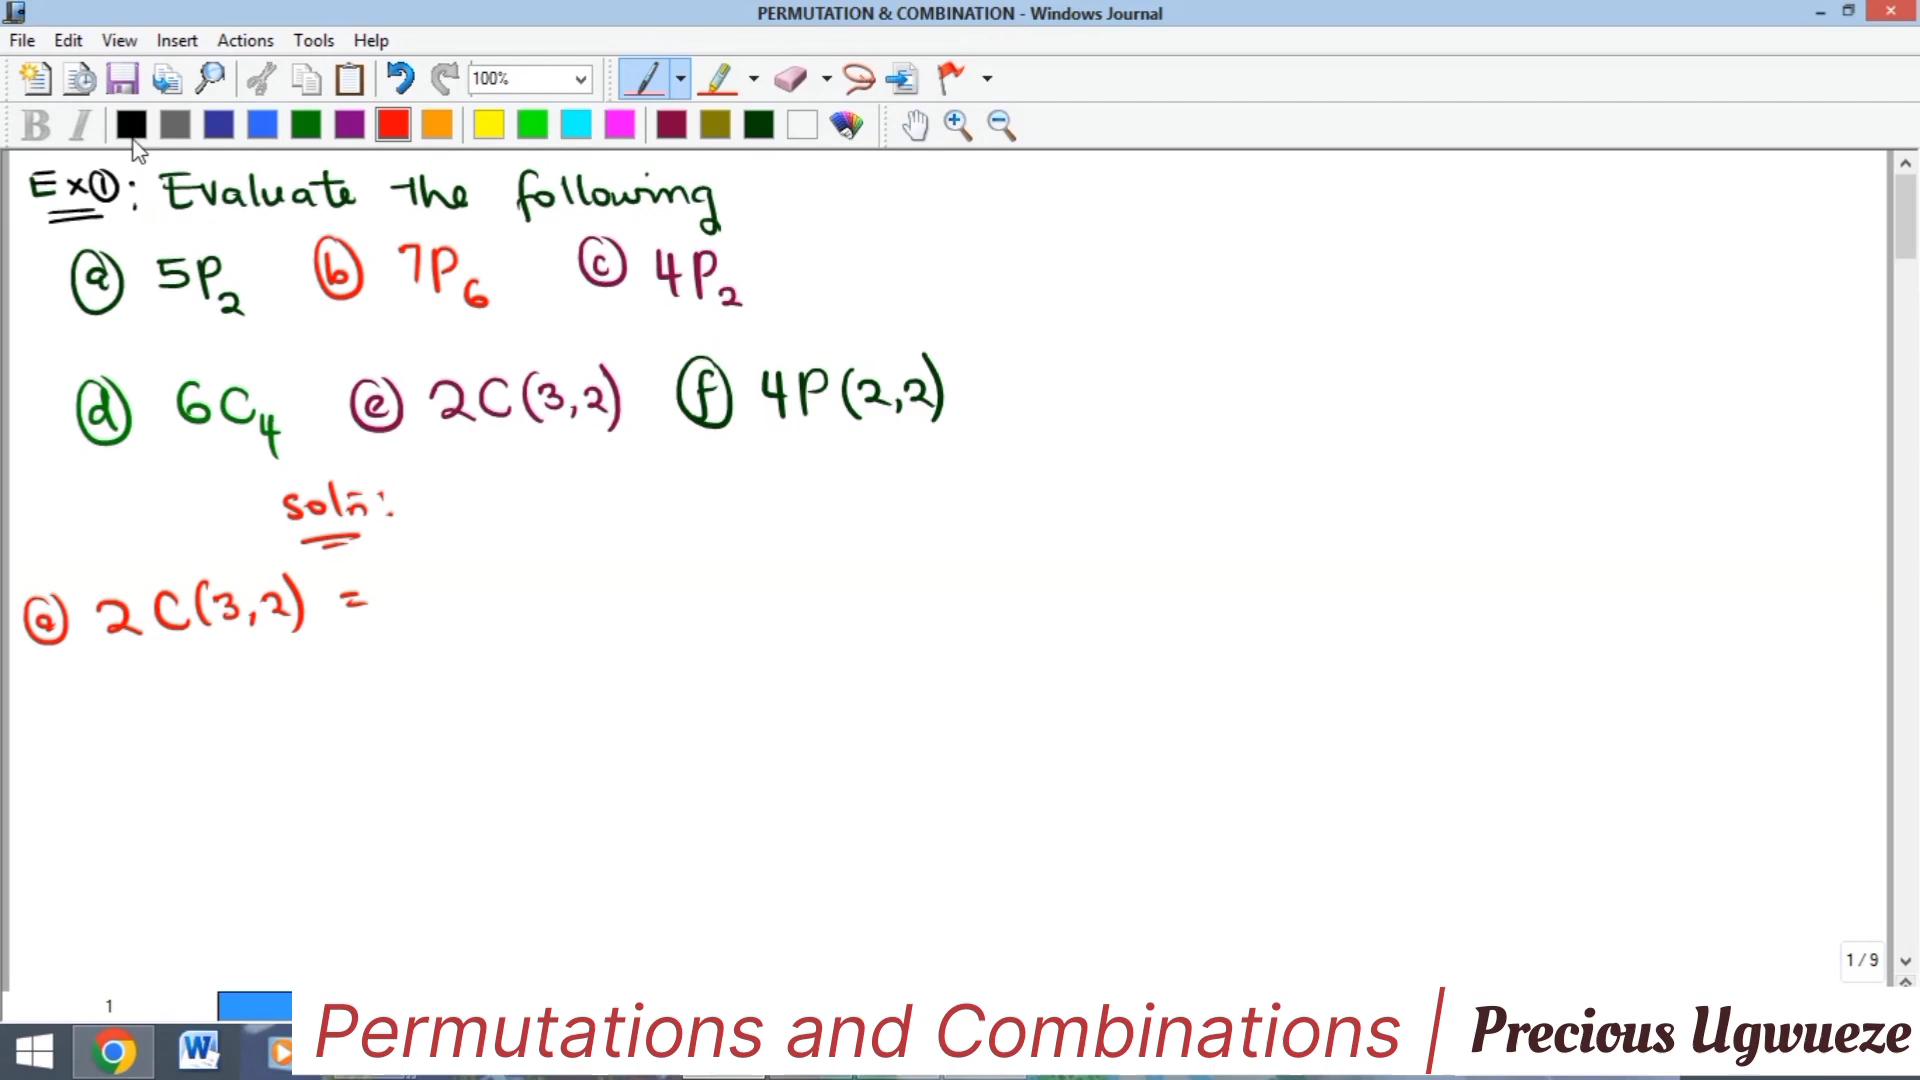 PERMUTATION & COMBINATION - Windows Journal
File Edit View Insert Actions Tools Help
100%
B I
Ex①: Evaluate the following
ⓐ 5P₂ ⓑ 7P₆ ⓒ 4P₂
ⓓ 6C₄ ⓔ 2C(3,2) ⓕ 4P(2,2)
soln:
ⓔ 2C(3,2) =
1 / 9
1
Permutations and Combinations | Precious Ugwueze